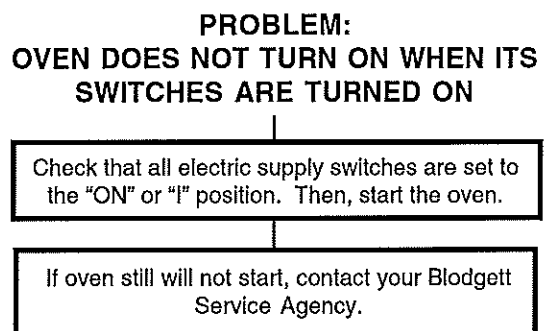 PROBLEM:
OVEN DOES NOT TURN ON WHEN ITS
SWITCHES ARE TURNED ON
Check that all electric supply switches are set to
the “ON” or “I” position.  Then, start the oven.
If oven still will not start, contact your Blodgett
Service Agency.